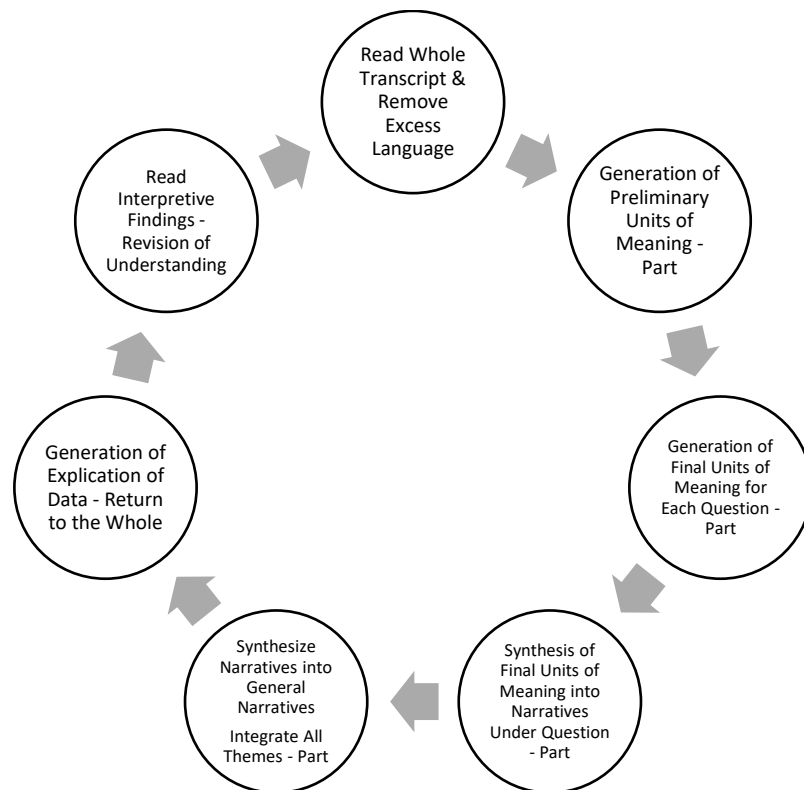 Read Whole
Transcript &
Remove
Excess
Language
Generation of
Preliminary
Units of
Meaning -
Part
Generation of
Final Units of
Meaning for
Each Question -
Part
Synthesis of
Final Units of
Meaning into
Narratives
Under Question
- Part
Synthesize
Narratives into
General
Narratives
Integrate All
Themes - Part
Generation of
Explication of
Data - Return
to the Whole
Read
Interpretive
Findings -
Revision of
Understanding